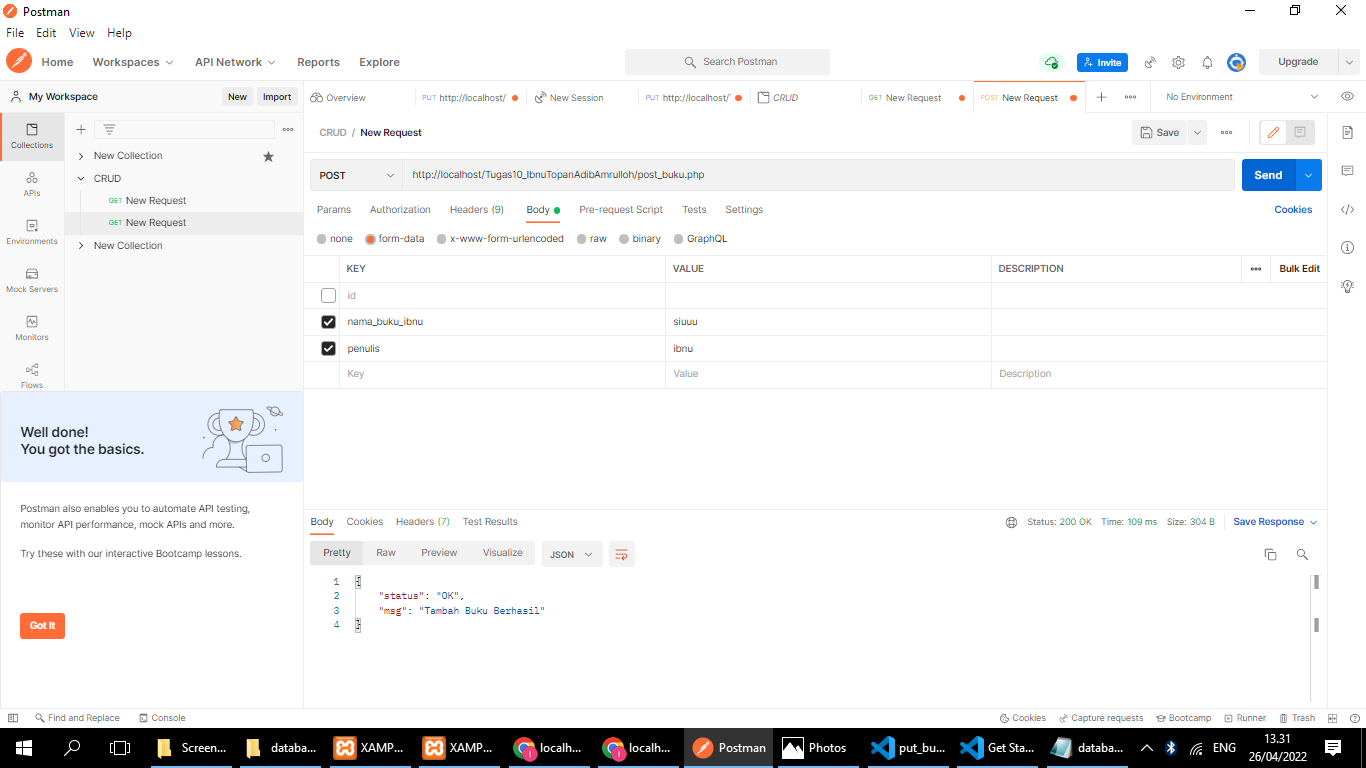 Postman
File Edit View Help
Home Workspaces API Network Reports Explore Search Postman Invite Upgrade
My Workspace New Import Overview PUT http://localhost/ New Session PUT http://localhost/ CRUD GET New Request POST New Request No Environment
Collections
APIs
Environments
Mock Servers
Monitors
Flows
New Collection
CRUD
GET New Request
GET New Request
New Collection
Well done!
You got the basics.
Postman also enables you to automate API testing,
monitor API performance, mock APIs and more.
Try these with our interactive Bootcamp lessons.
Got It
CRUD / New Request Save
POST http://localhost/Tugas10_IbnuTopanAdibAmrulloh/post_buku.php Send
Params Authorization Headers (9) Body Pre-request Script Tests Settings Cookies
none form-data x-www-form-urlencoded raw binary GraphQL
KEY VALUE DESCRIPTION Bulk Edit
id
nama_buku_ibnu siuuu
penulis ibnu
Key Value Description
Body Cookies Headers (7) Test Results Status: 200 OK Time: 109 ms Size: 304 B Save Response
Pretty Raw Preview Visualize JSON
1 {
2 "status": "OK",
3 "msg": "Tambah Buku Berhasil"
4 }
Find and Replace Console Cookies Capture requests Bootcamp Runner Trash
Screen... databa... XAMP... XAMP... localh... localh... Postman Photos put_bu... Get Sta... databa... ENG 13.31
26/04/2022